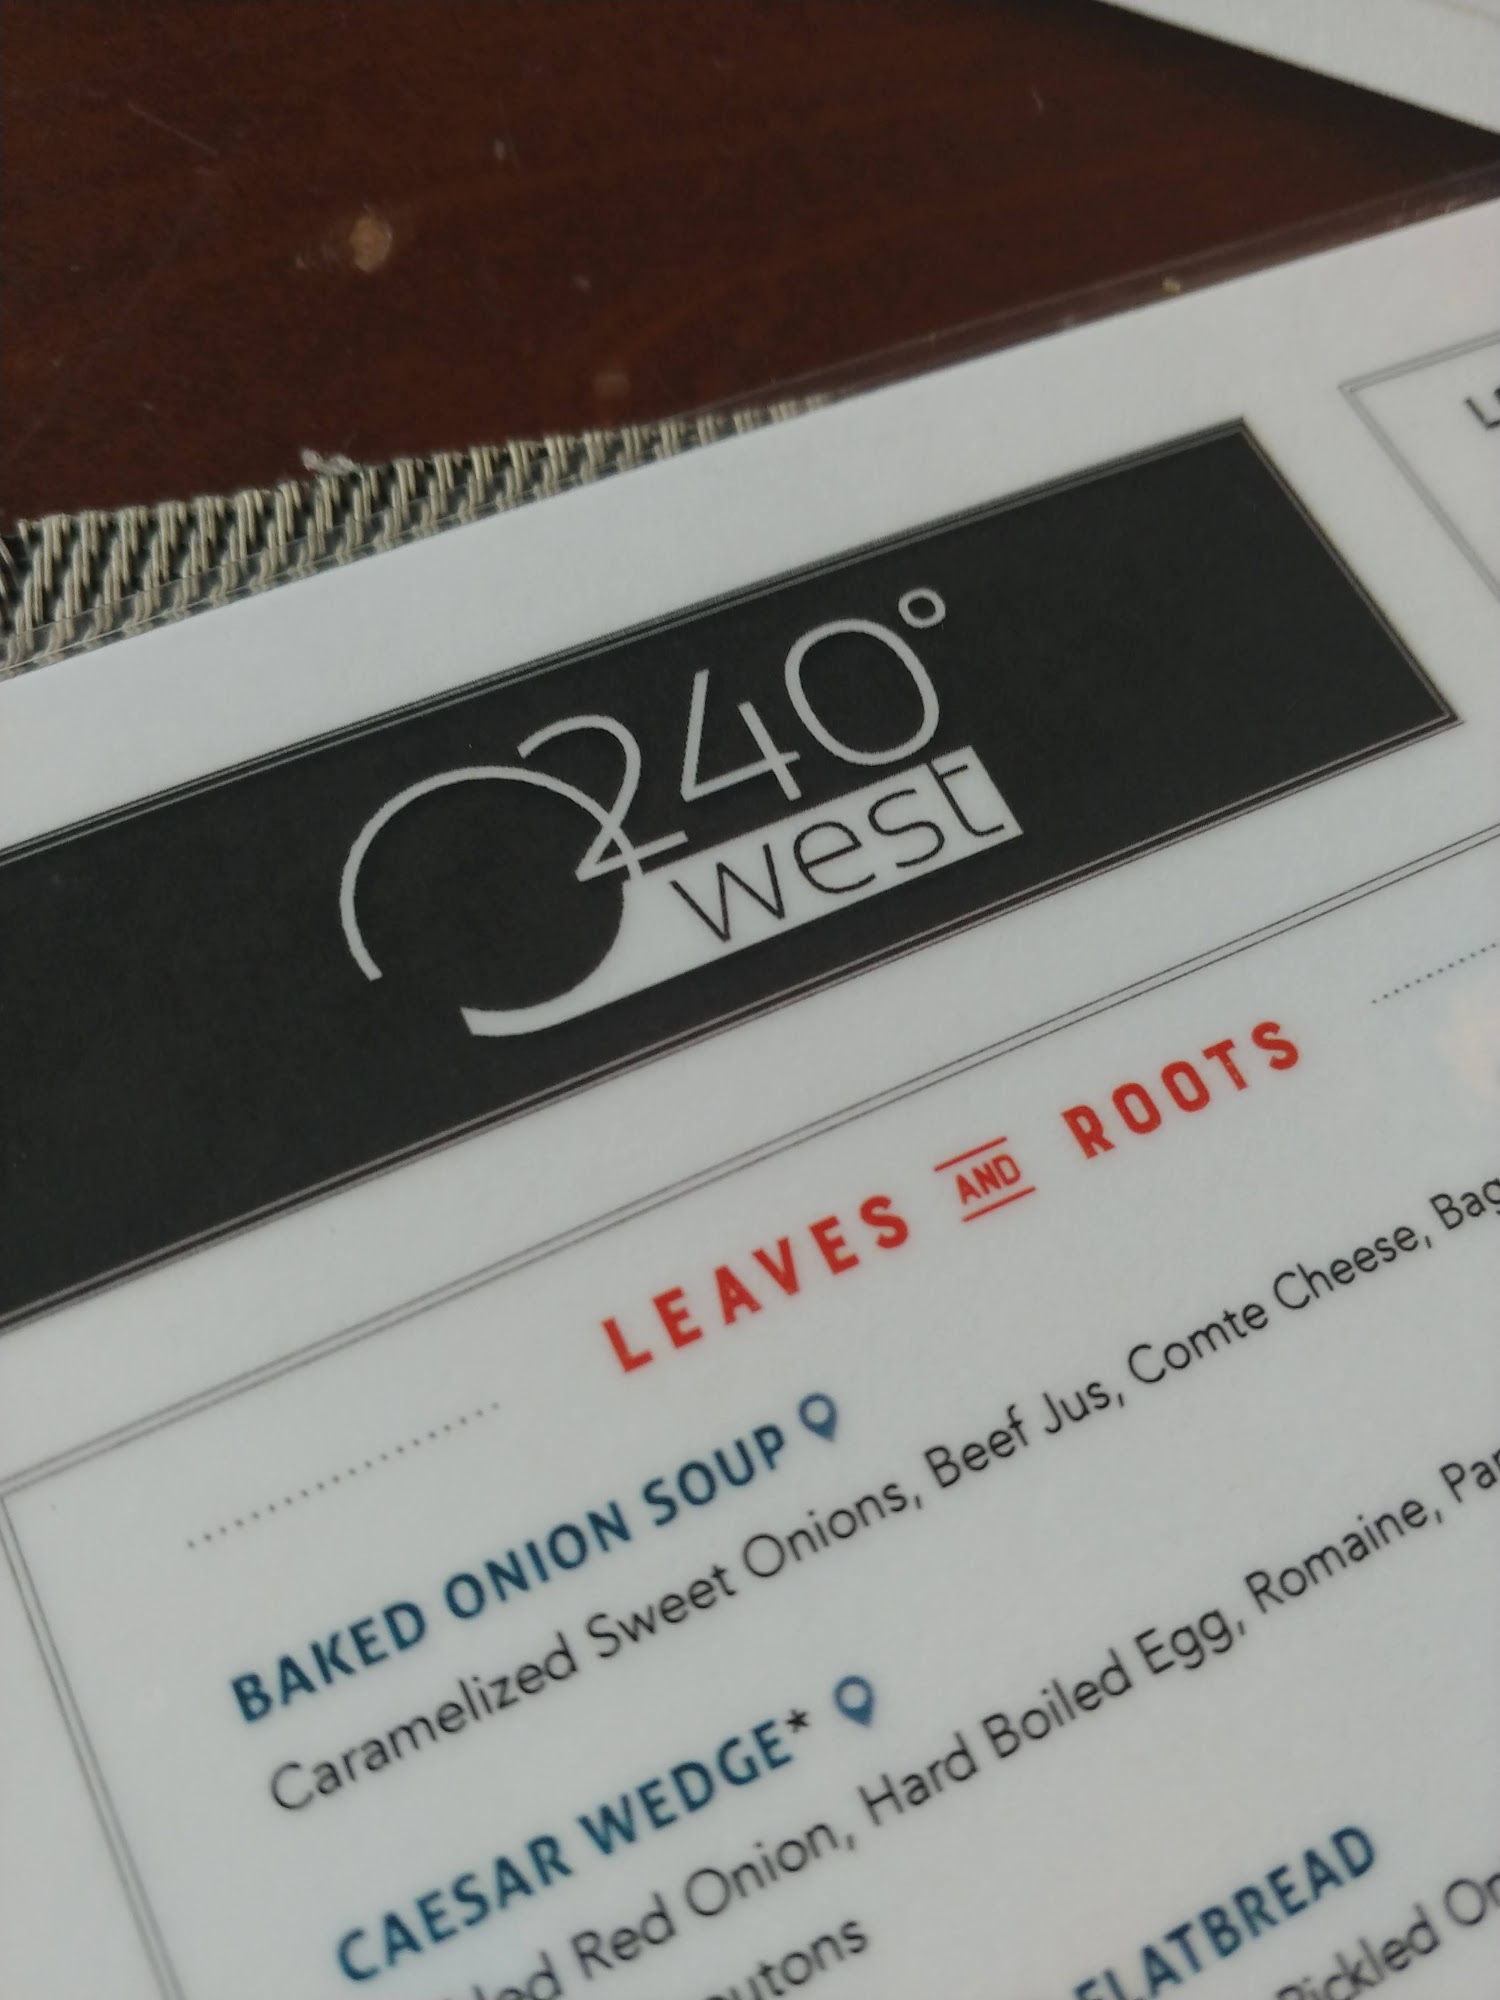 240°
west
LEAVES AND ROOTS
BAKED ONION SOUP
Caramelized Sweet Onions, Beef Jus, Comte Cheese,
CAESAR WEDGE*
Red Onion, Hard Boiled Egg, Romaine,
FLATBREAD
Pickled